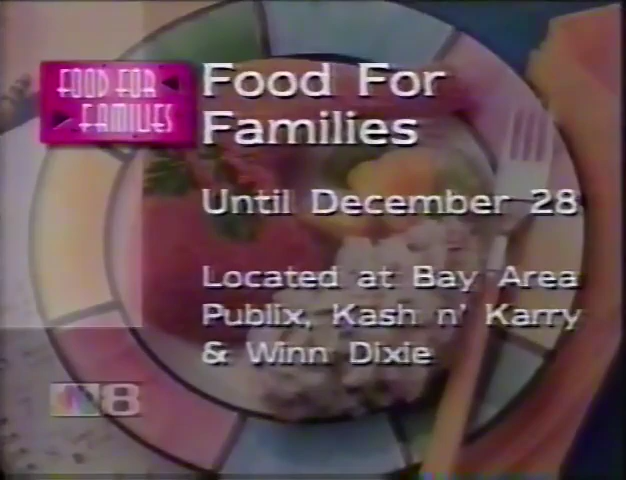 FOOD FOR
FAMILIES
Food For
Families
Until December 28
Located at Bay Area
Publix, Kash n' Karry
& Winn Dixie
8